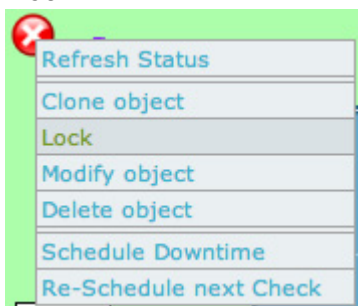 Refresh Status
Clone object
Lock
Modify object
Delete object
Schedule Downtime
Re-Schedule next Check